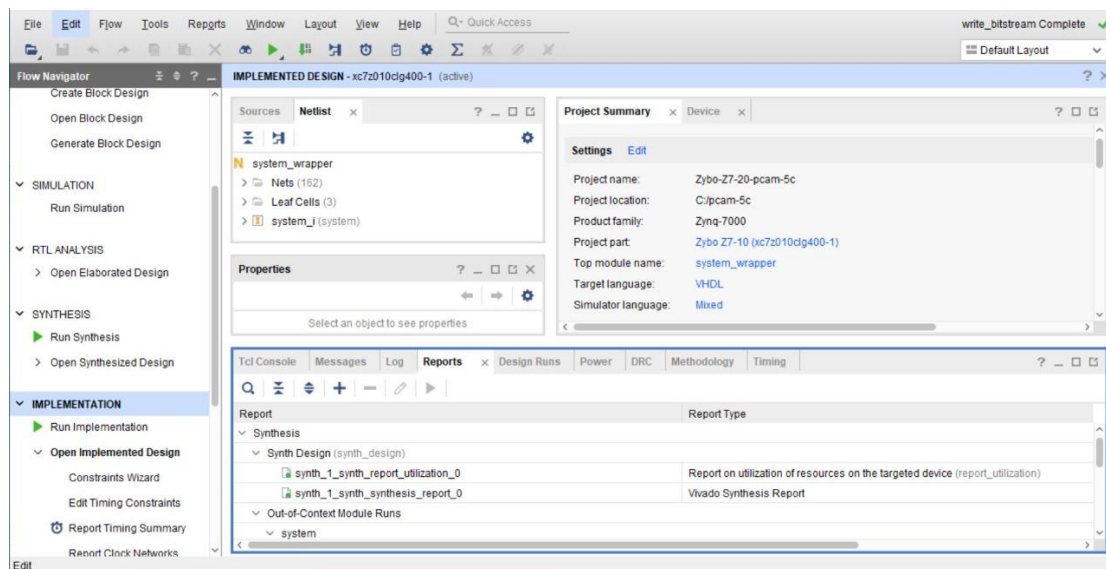 File Edit Flow Tools Reports Window Layout View Help Quick Access write_bitstream Complete
Default Layout
Flow Navigator
IMPLEMENTED DESIGN - xc7z010clg400-1 (active)
Create Block Design
Open Block Design
Generate Block Design
SIMULATION
Run Simulation
RTL ANALYSIS
Open Elaborated Design
SYNTHESIS
Run Synthesis
Open Synthesized Design
IMPLEMENTATION
Run Implementation
Open Implemented Design
Constraints Wizard
Edit Timing Constraints
Report Timing Summary
Report Clock Networks
Sources Netlist
system_wrapper
Nets (162)
Leaf Cells (3)
system_i (system)
Properties
Select an object to see properties
Project Summary Device
Settings Edit
Project name: Zybo-Z7-20-pcam-5c
Project location: C:/pcam-5c
Product family: Zynq-7000
Project part: Zybo Z7-10 (xc7z010clg400-1)
Top module name: system_wrapper
Target language: VHDL
Simulator language: Mixed
Tcl Console Messages Log Reports Design Runs Power DRC Methodology Timing
Report Report Type
Synthesis
Synth Design (synth_design)
synth_1_synth_report_utilization_0 Report on utilization of resources on the targeted device (report_utilization)
synth_1_synth_synthesis_report_0 Vivado Synthesis Report
Out-of-Context Module Runs
system
Edit